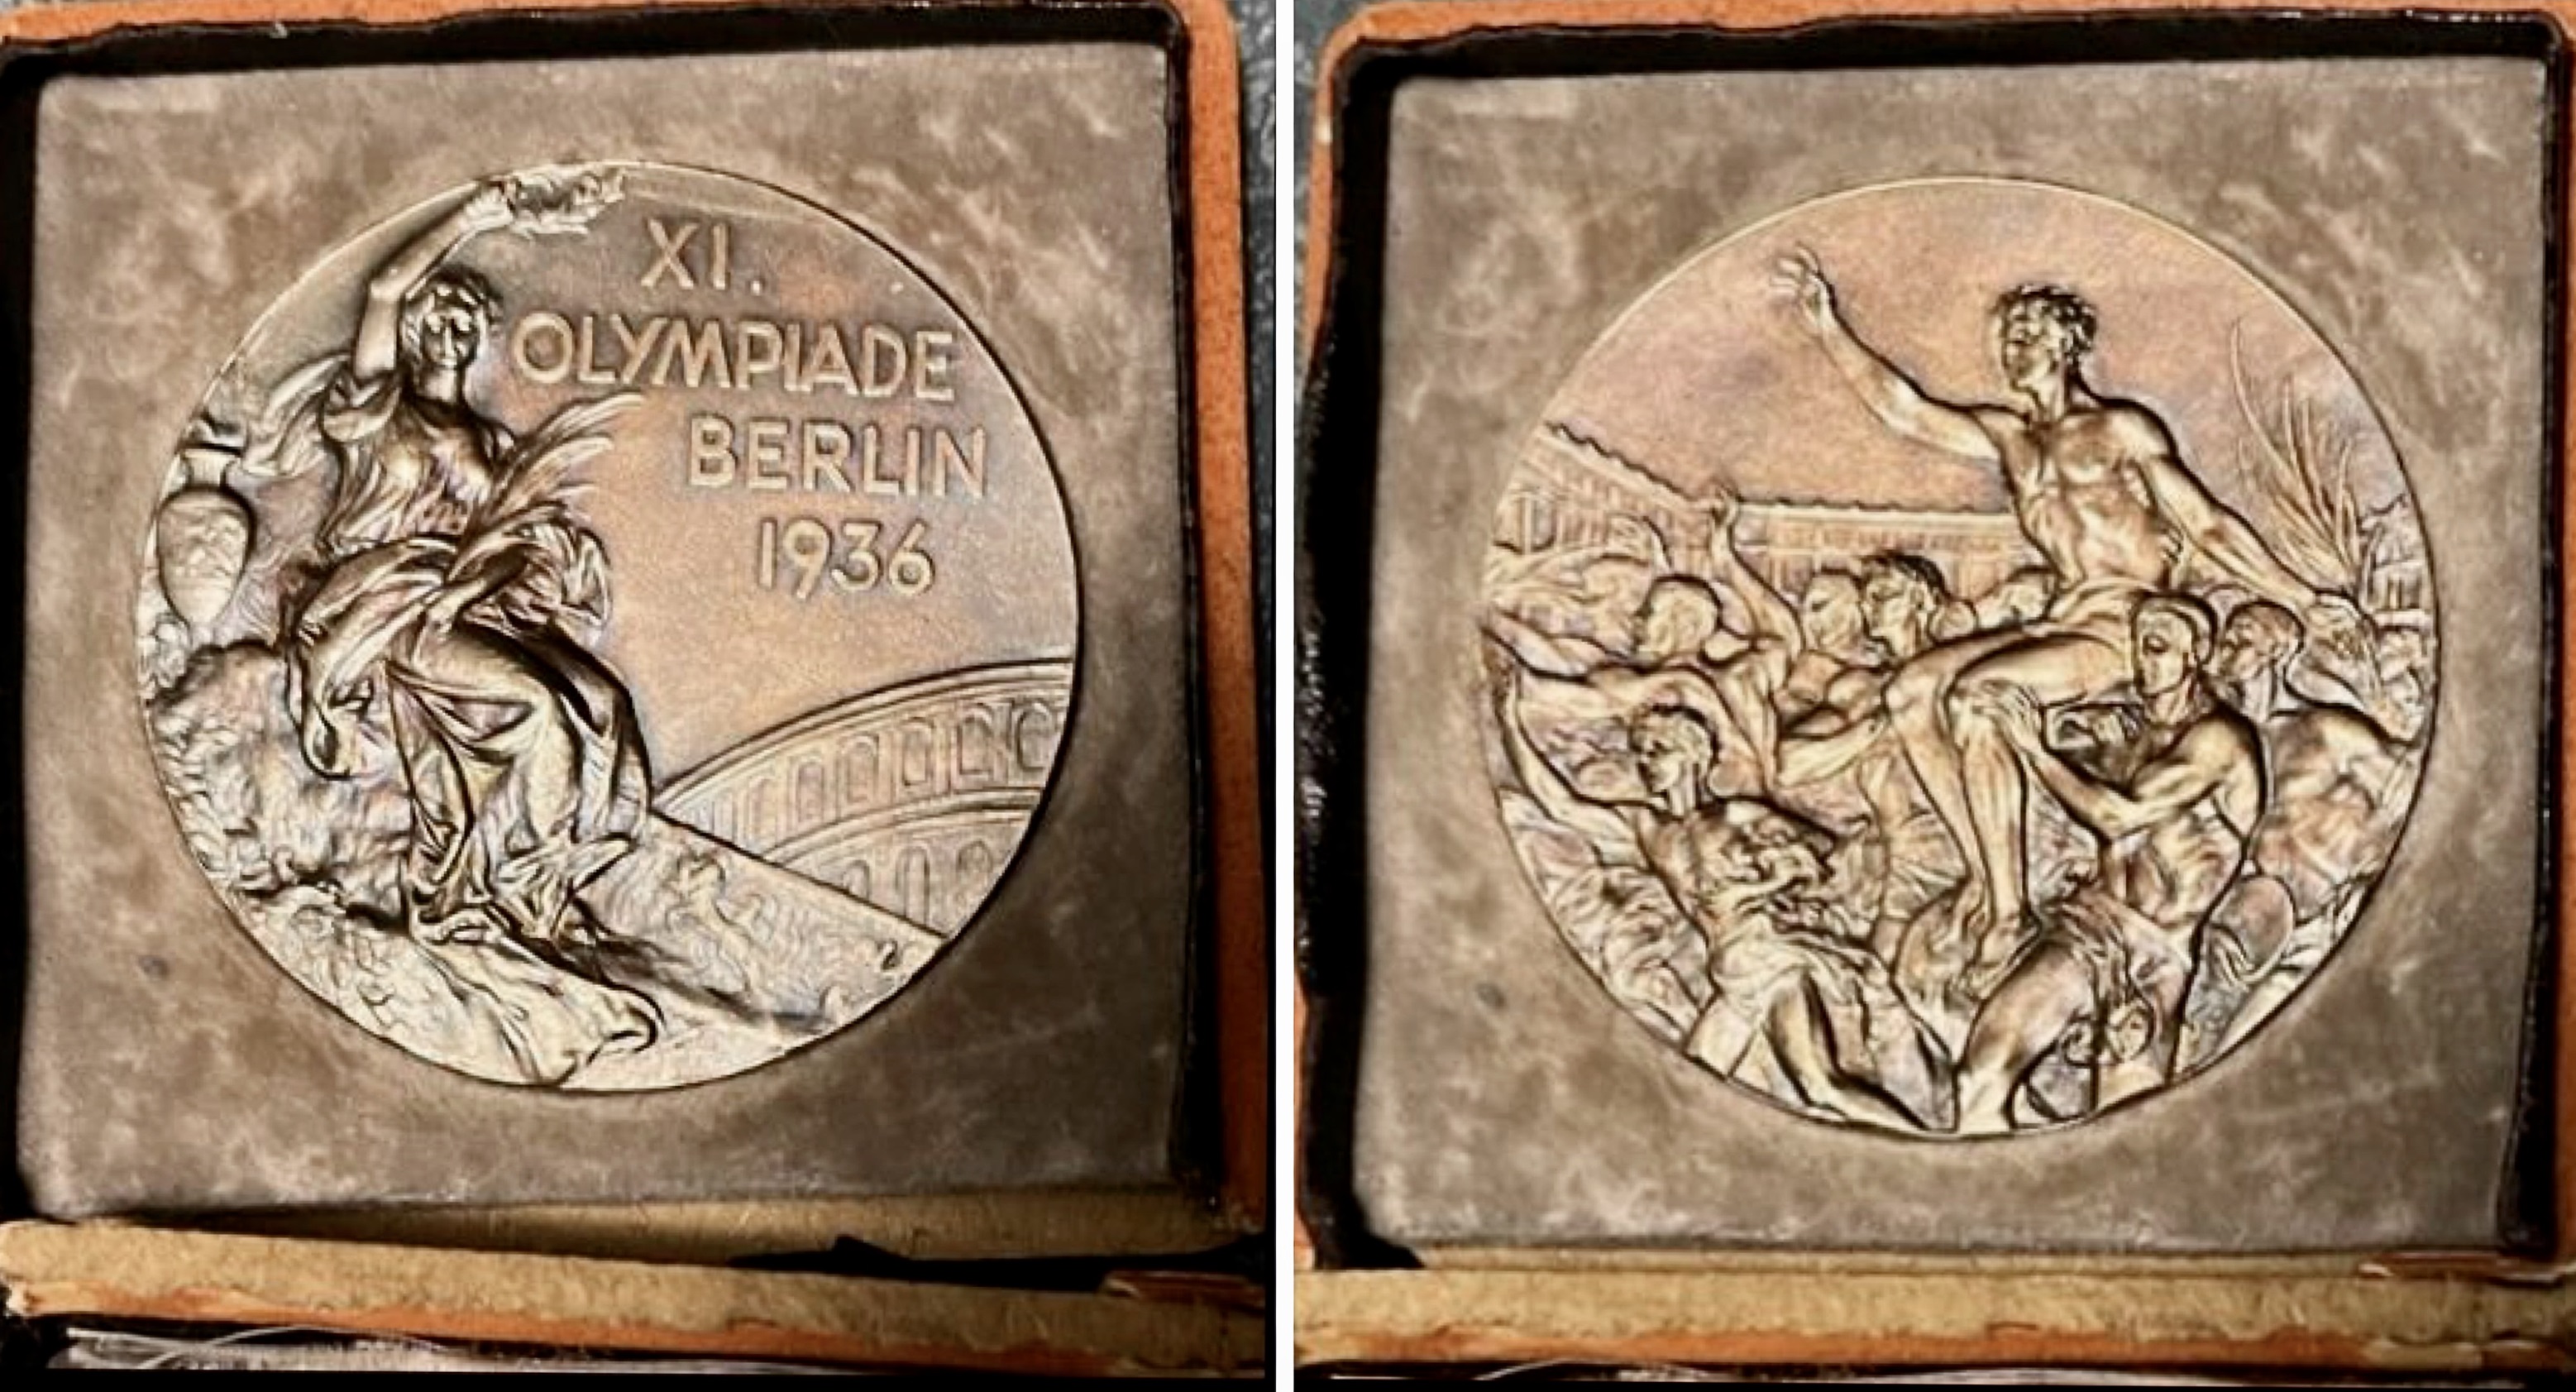 XI.
OLYMPIADE
BERLIN
1936